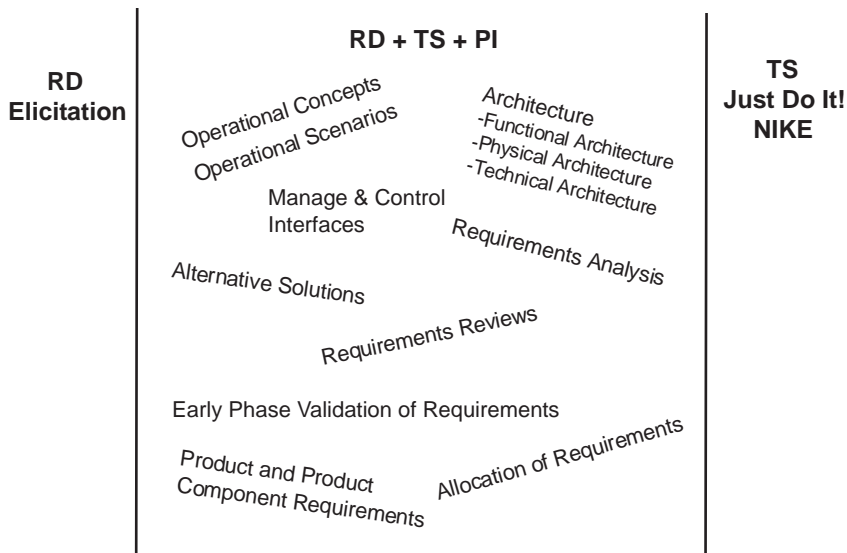 RD
Elicitation
RD + TS + PI
Operational Concepts
Operational Scenarios
Architecture
-Functional Architecture
-Physical Architecture
-Technical Architecture
Manage & Control
Interfaces
Requirements Analysis
Alternative Solutions
Requirements Reviews
Early Phase Validation of Requirements
Product and Product
Component Requirements
Allocation of Requirements
TS
Just Do It!
NIKE